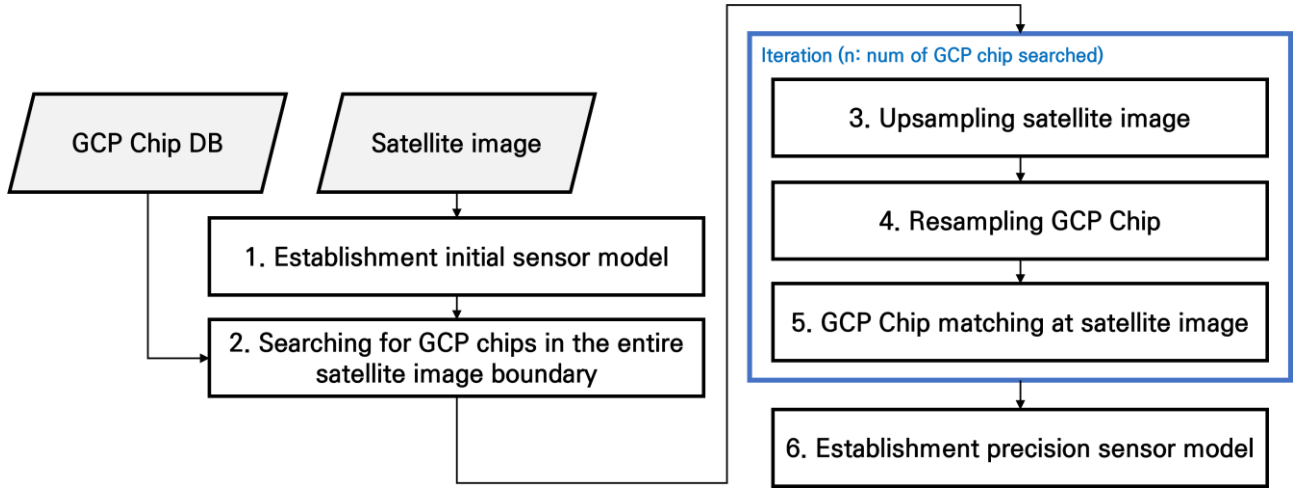 GCP Chip DB
Satellite image
1. Establishment initial sensor model
2. Searching for GCP chips in the entire
satellite image boundary
Iteration (n: num of GCP chip searched)
3. Upsampling satellite image
4. Resampling GCP Chip
5. GCP Chip matching at satellite image
6. Establishment precision sensor model